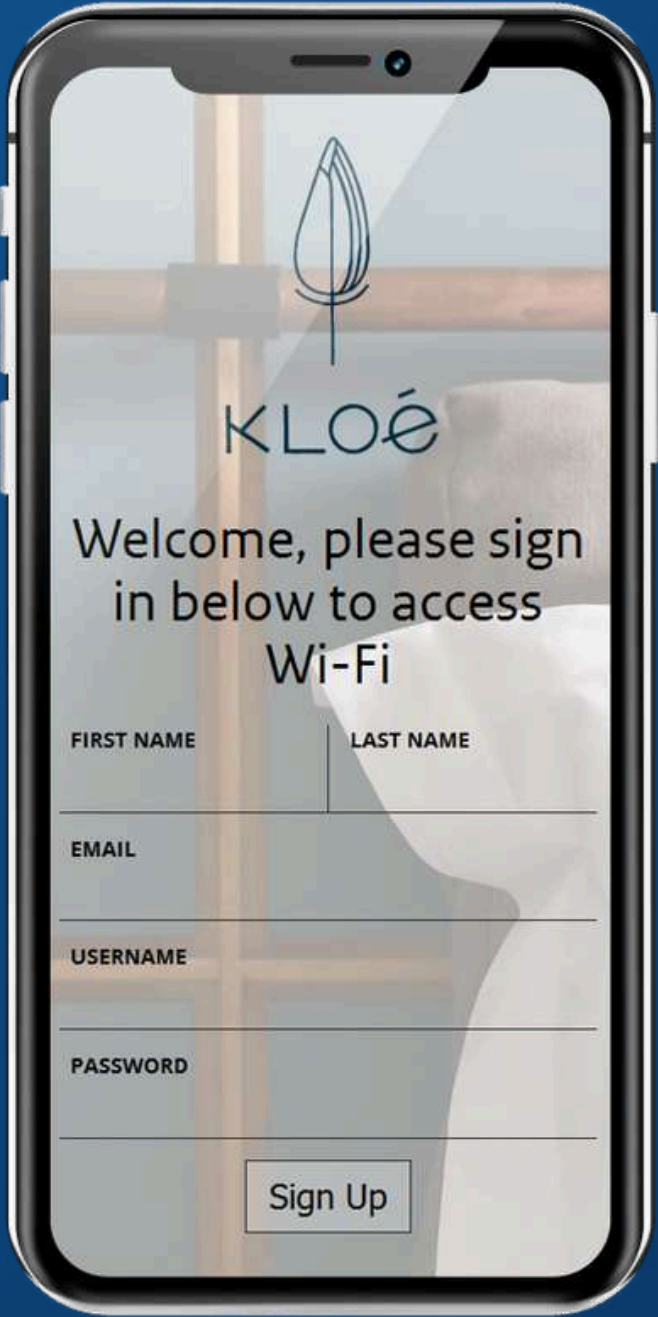 KLOé
Welcome, please sign
in below to access
Wi-Fi
FIRST NAME LAST NAME
EMAIL
USERNAME
PASSWORD
Sign Up